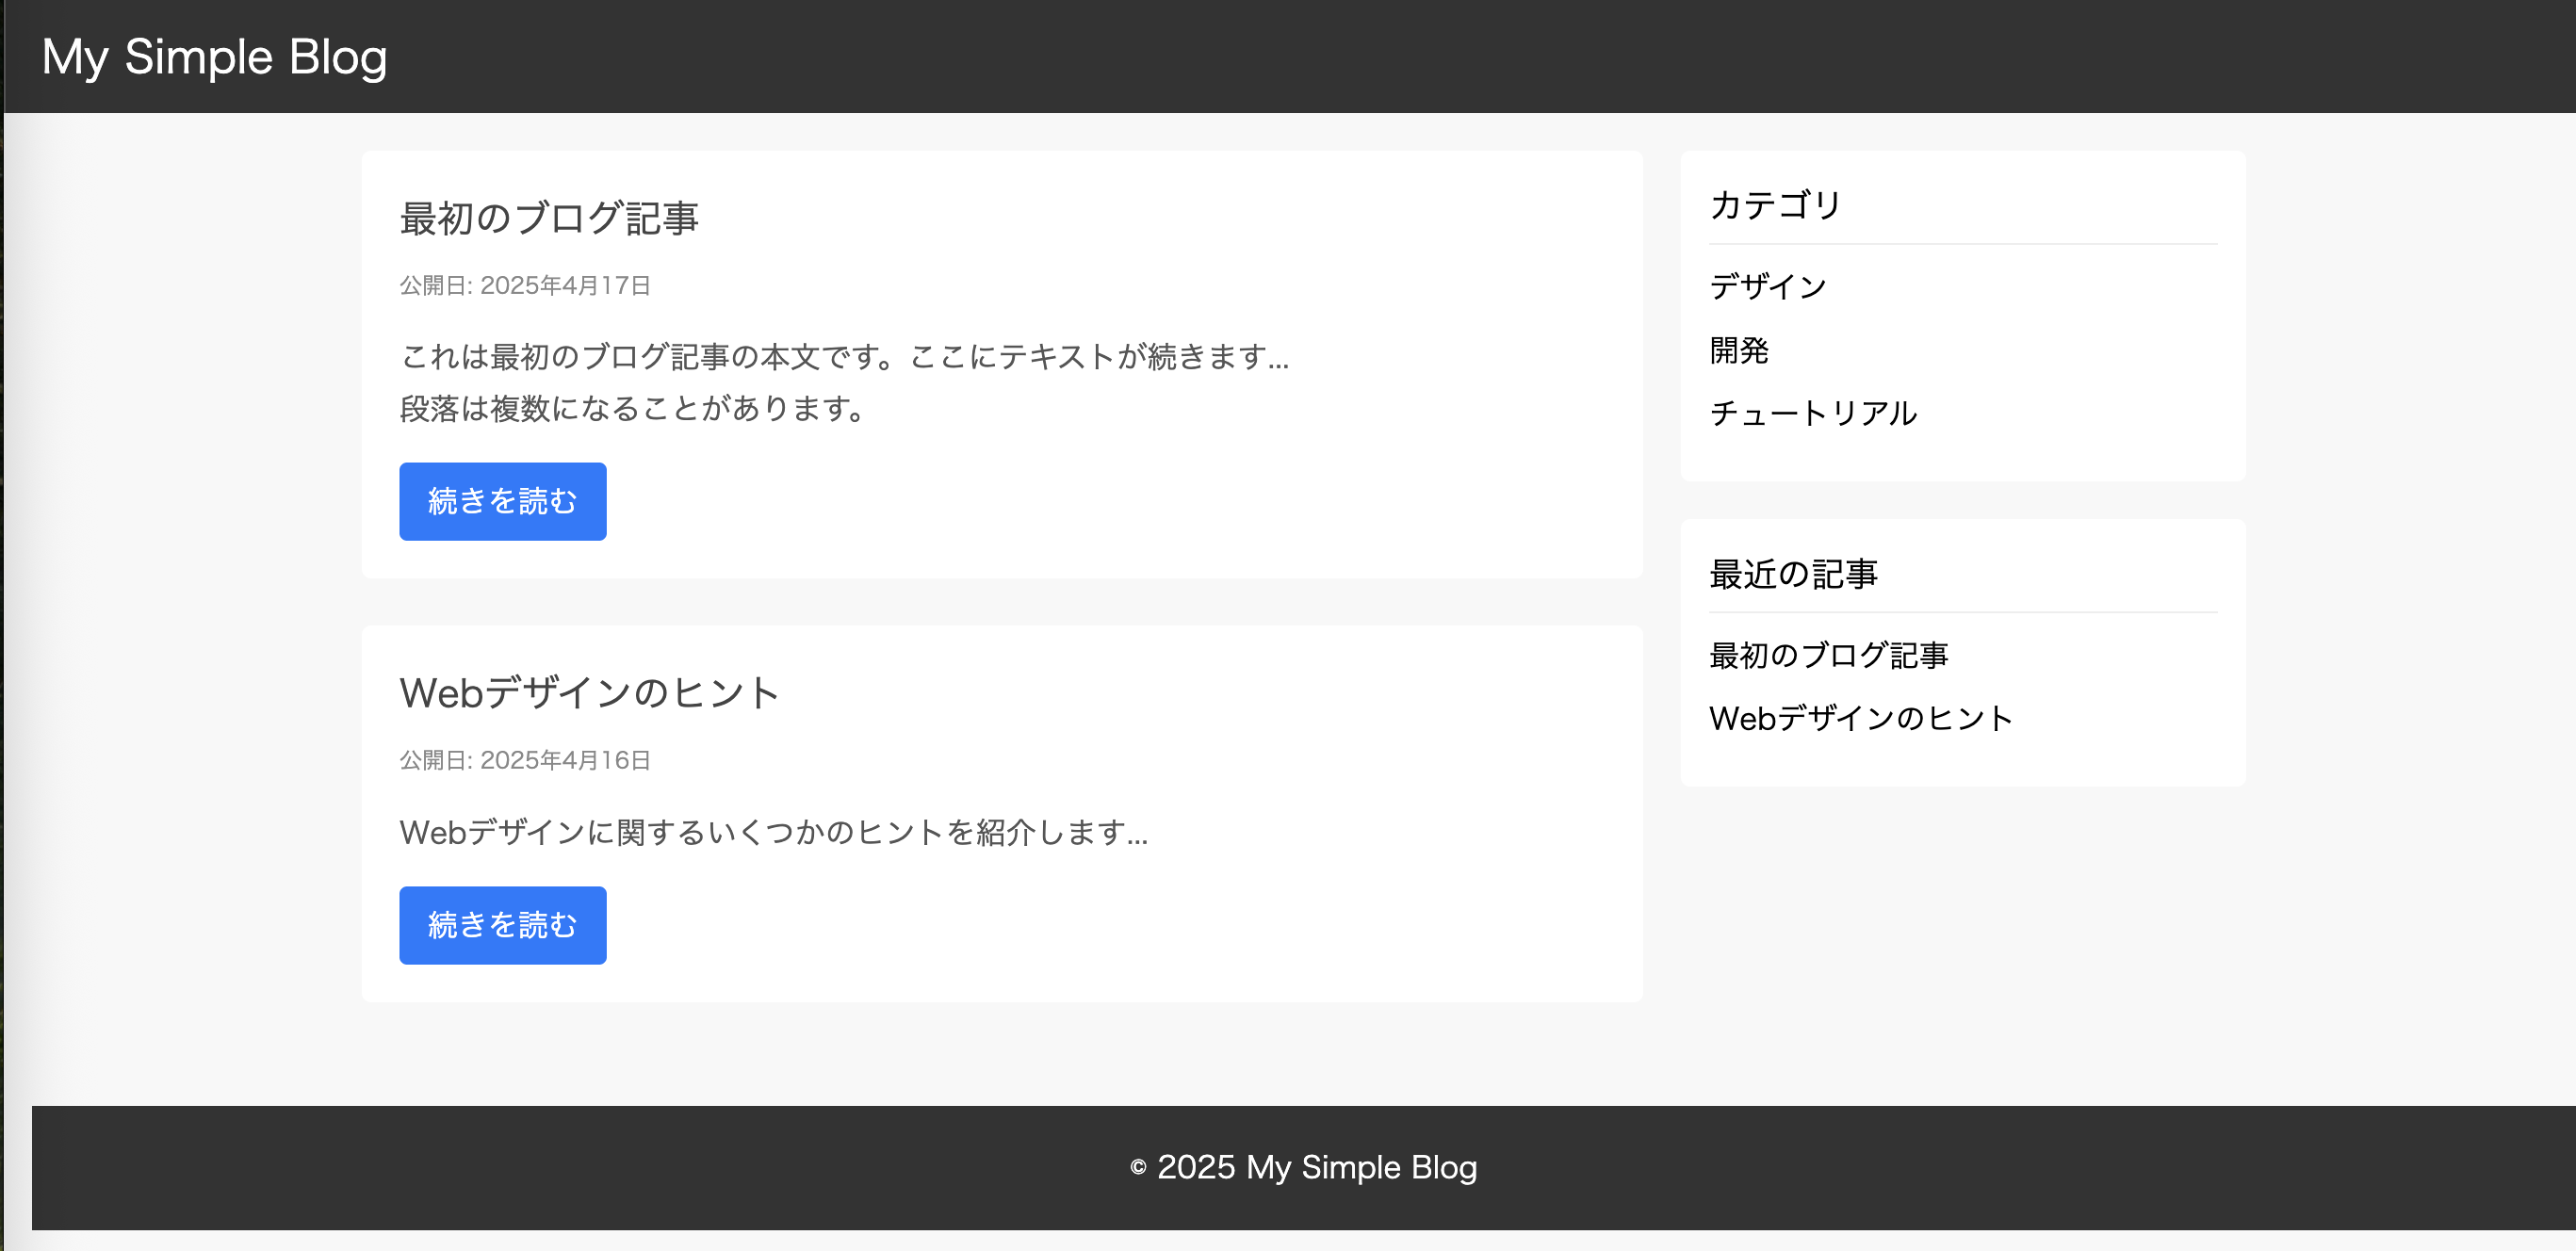 My Simple Blog
最初のブログ記事
公開日: 2025年4月17日
これは最初のブログ記事の本文です。ここにテキストが続きます...
段落は複数になることがあります。
続きを読む
Webデザインのヒント
公開日: 2025年4月16日
Webデザインに関するいくつかのヒントを紹介します...
続きを読む
カテゴリ
デザイン
開発
チュートリアル
最近の記事
最初のブログ記事
Webデザインのヒント
© 2025 My Simple Blog